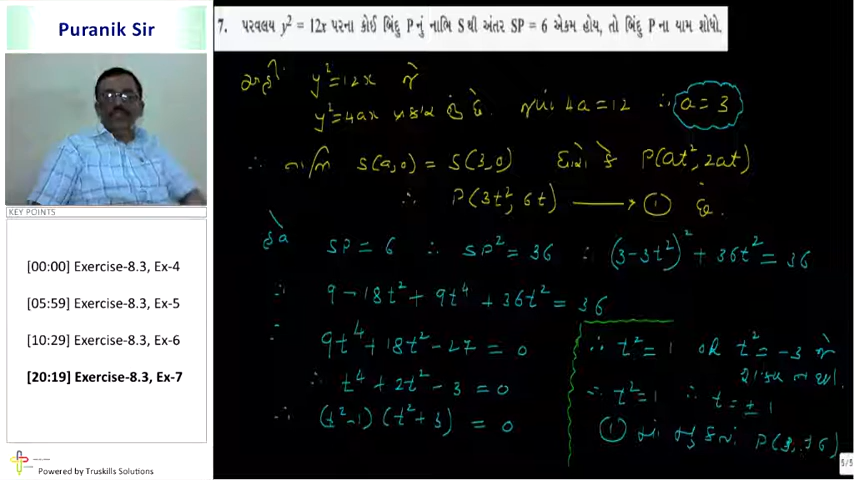 Puranik Sir
7. પરવલય y² = 12x પરના કોઈ બિંદુ P નું નાભિ S થી અંતર SP = 6 એકમ હોય, તો બિંદુ P ના યામ શોધો.
અહીં y² = 12x જે
y² = 4ax પ્રકારનું છે. જ્યાં 4a = 12 ∴ a = 3
∴ નાભિ S(a,0) = S(3,0) ધારો કે P(at², 2at)
∴ P(3t², 6t) ⟶ ① છે.
હવે SP = 6 ∴ SP² = 36 ∴ (3-3t²)² + 36t² = 36
∴ 9 - 18t² + 9t⁴ + 36t² = 36
∴ 9t⁴ + 18t² - 27 = 0
∴ t⁴ + 2t² - 3 = 0
∴ (t² - 1) (t² + 3) = 0
∴ t² = 1 or t² = -3 જે
શક્ય નથી.
∴ t² = 1 ∴ t = ± 1
① માં મૂકતાં P(3, ±6)
KEY POINTS
[00:00] Exercise-8.3, Ex-4
[05:59] Exercise-8.3, Ex-5
[10:29] Exercise-8.3, Ex-6
[20:19] Exercise-8.3, Ex-7
Powered by Truskills Solutions
5/5